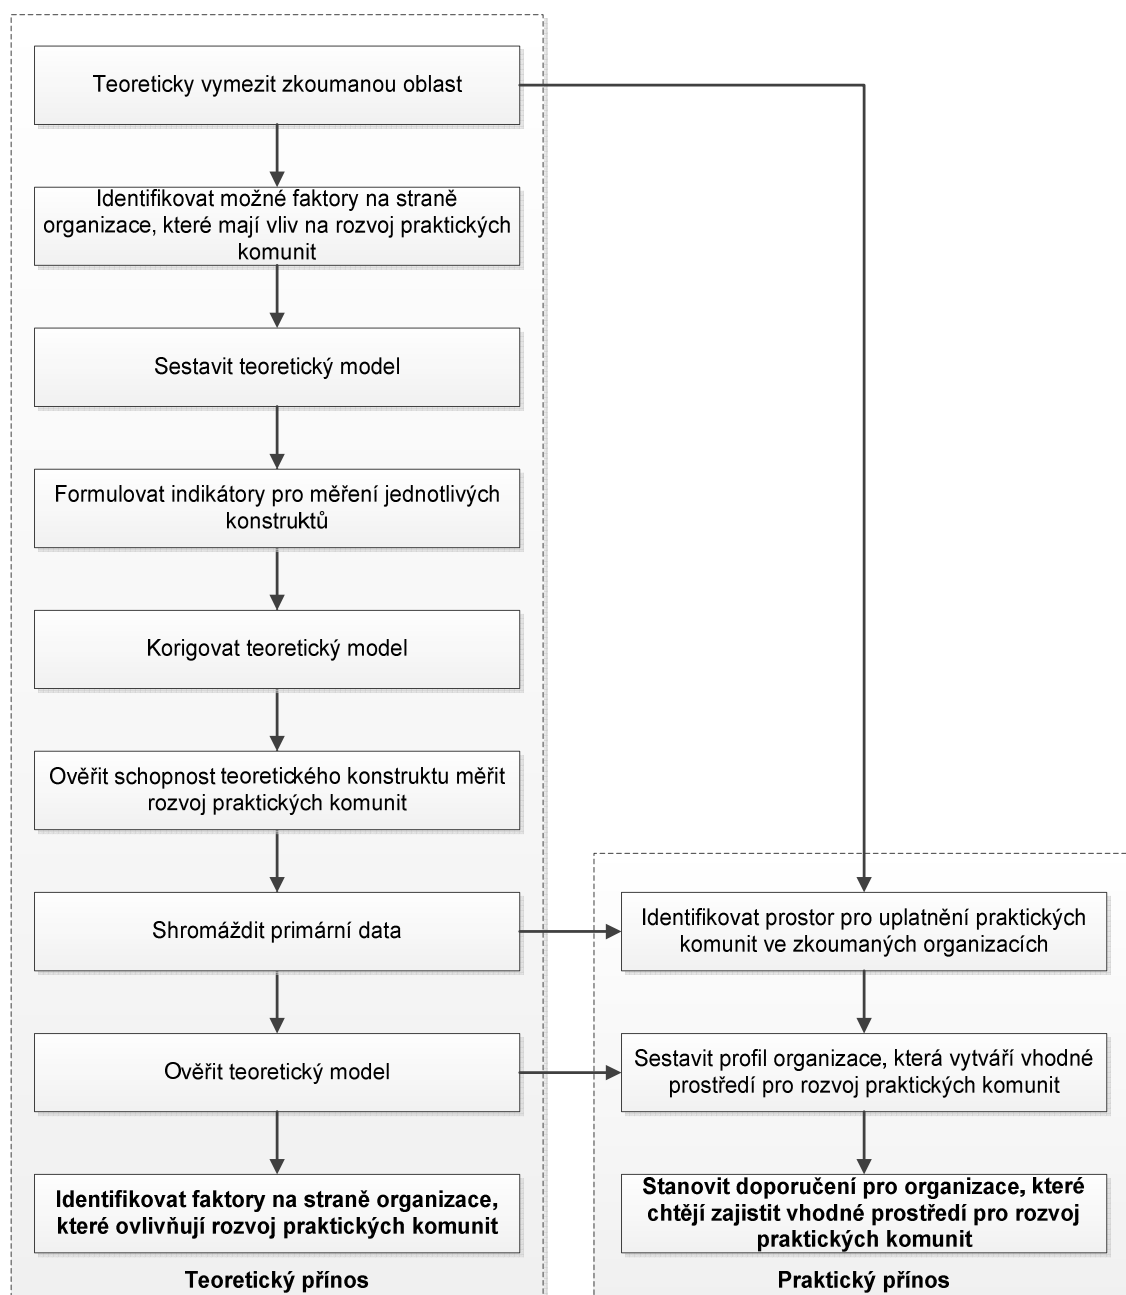 Teoreticky vymezit zkoumanou oblast
Identifikovat možné faktory na straně
organizace, které mají vliv na rozvoj praktických
komunit
Sestavit teoretický model
Formulovat indikátory pro měření jednotlivých
konstruktů
Korigovat teoretický model
Ověřit schopnost teoretického konstruktu měřit
rozvoj praktických komunit
Shromáždit primární data
Ověřit teoretický model
Identifikovat faktory na straně organizace,
které ovlivňují rozvoj praktických komunit
Teoretický přínos
Identifikovat prostor pro uplatnění praktických
komunit ve zkoumaných organizacích
Sestavit profil organizace, která vytváří vhodné
prostředí pro rozvoj praktických komunit
Stanovit doporučení pro organizace, které
chtějí zajistit vhodné prostředí pro rozvoj
praktických komunit
Praktický přínos